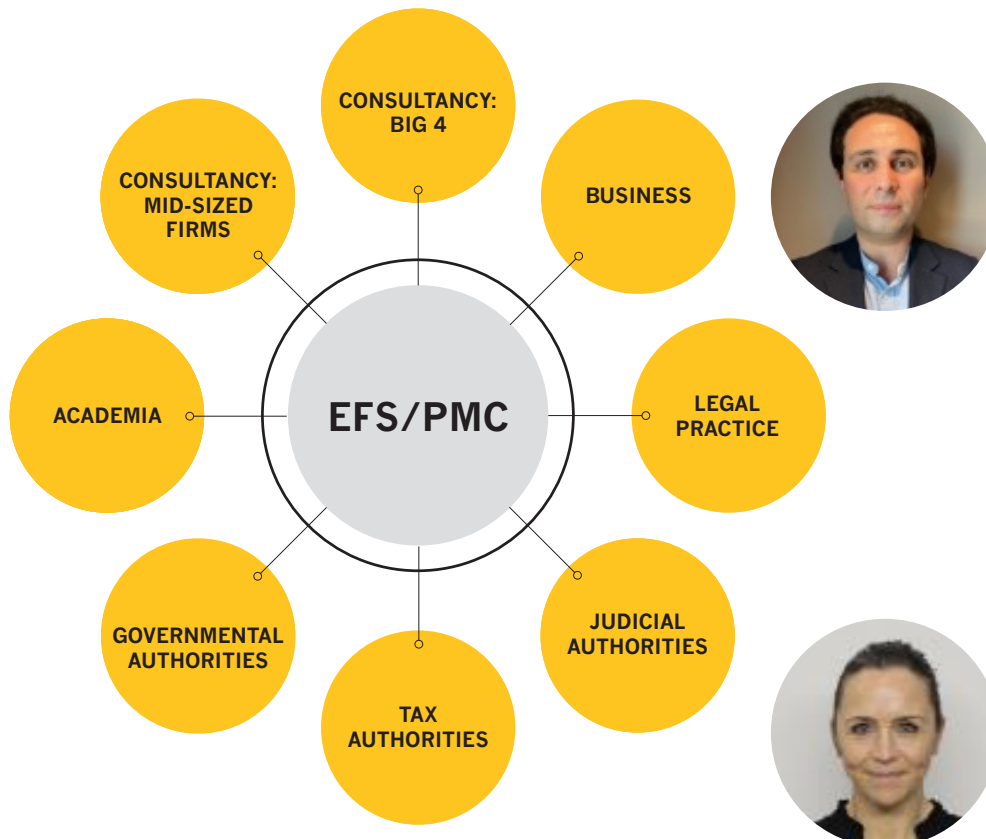 CONSULTANCY:
BIG 4
CONSULTANCY:
MID-SIZED
FIRMS
BUSINESS
ACADEMIA
EFS/PMC
LEGAL
PRACTICE
GOVERNMENTAL
AUTHORITIES
JUDICIAL
AUTHORITIES
TAX
AUTHORITIES